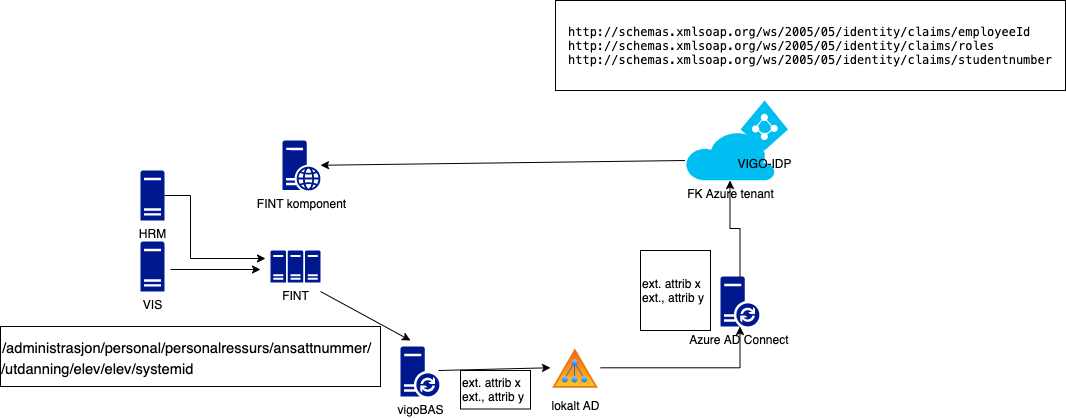 http://schemas.xmlsoap.org/ws/2005/05/identity/claims/employeeId
http://schemas.xmlsoap.org/ws/2005/05/identity/claims/roles
http://schemas.xmlsoap.org/ws/2005/05/identity/claims/studentnumber
VIGO-IDP
FK Azure tenant
FINT komponent
HRM
VIS
FINT
ext. attrib x
ext., attrib y
Azure AD Connect
/administrasjon/personal/personalressurs/ansattnummer/
/utdanning/elev/elev/systemid
vigoBAS
ext. attrib x
ext., attrib y
lokalt AD